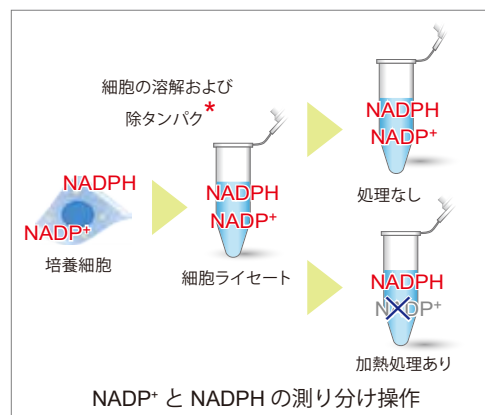 細胞の溶解および
除タンパク*
NADPH
NADP⁺
培養細胞
NADPH
NADP⁺
細胞ライセート
NADPH
NADP⁺
処理なし
NADPH
NADP⁺
加熱処理あり
NADP⁺ と NADPH の測り分け操作